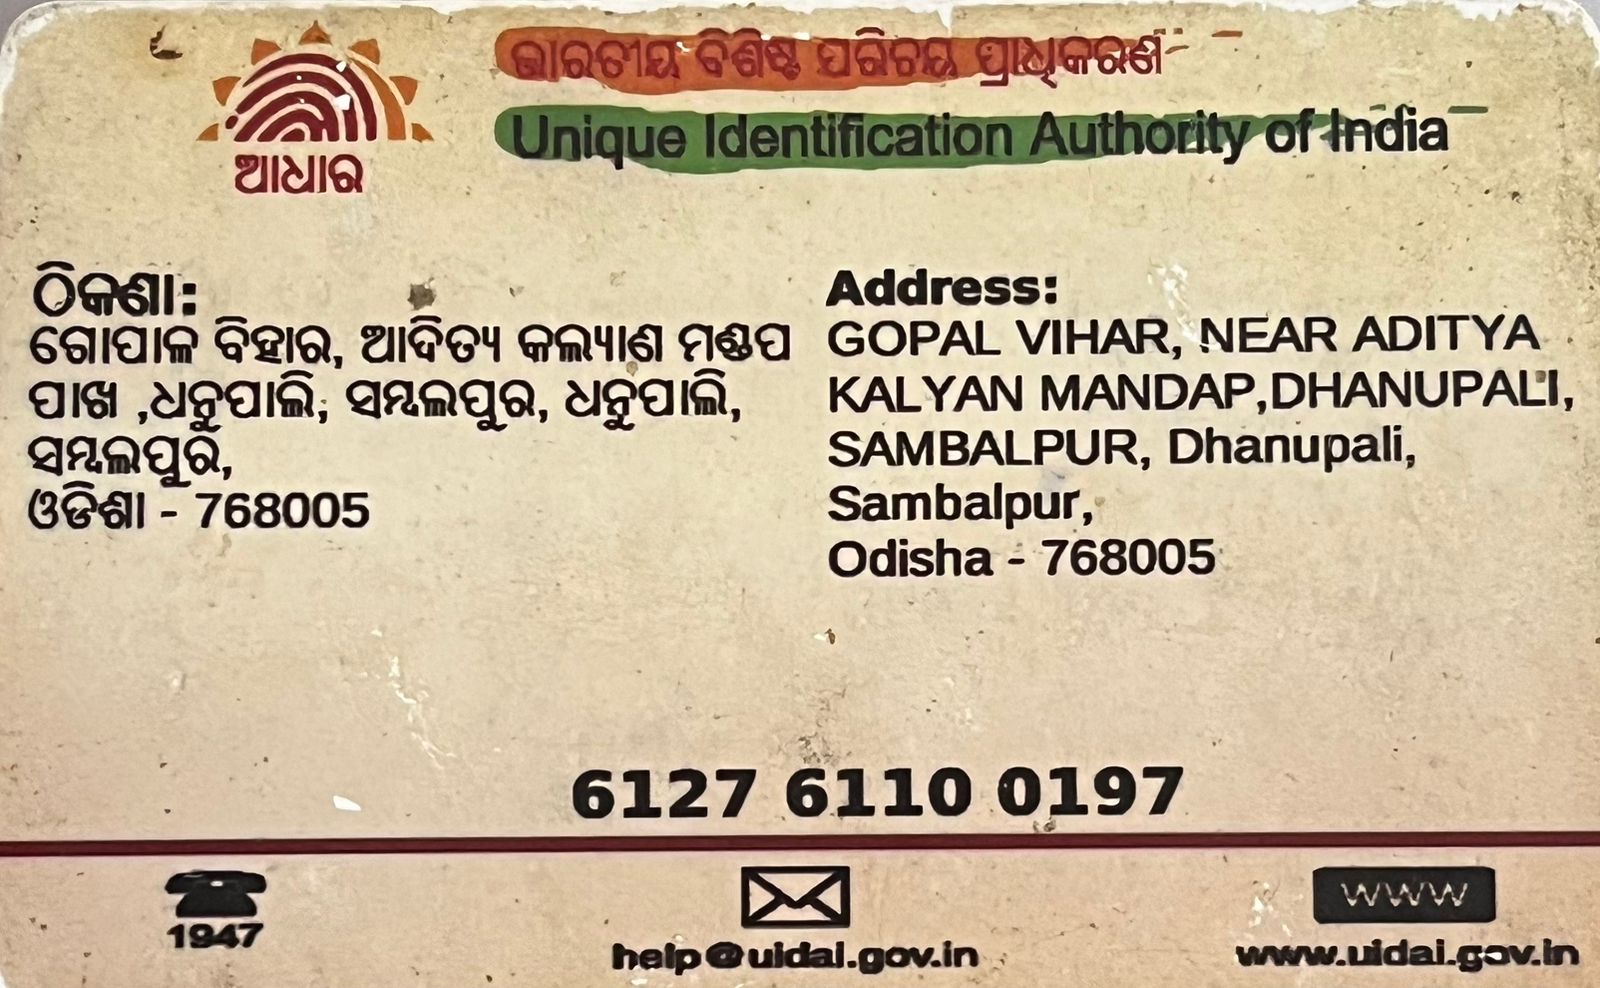 ଭାରତୀୟ ବିଶିଷ୍ଟ ପରିଚୟ ପ୍ରାଧିକରଣ
Unique Identification Authority of India
ଆଧାର
ଠିକଣା:
ଗୋପାଳ ବିହାର, ଆଦିତ୍ୟ କଲ୍ୟାଣ ମଣ୍ଡପ
ପାଖ ,ଧନୁପାଲି, ସମ୍ବଲପୁର, ଧନୁପାଲି,
ସମ୍ବଲପୁର,
ଓଡିଶା - 768005
Address:
GOPAL VIHAR, NEAR ADITYA
KALYAN MANDAP,DHANUPALI,
SAMBALPUR, Dhanupali,
Sambalpur,
Odisha - 768005
6127 6110 0197
1947
help@uidai.gov.in
WWW
www.uidai.gov.in